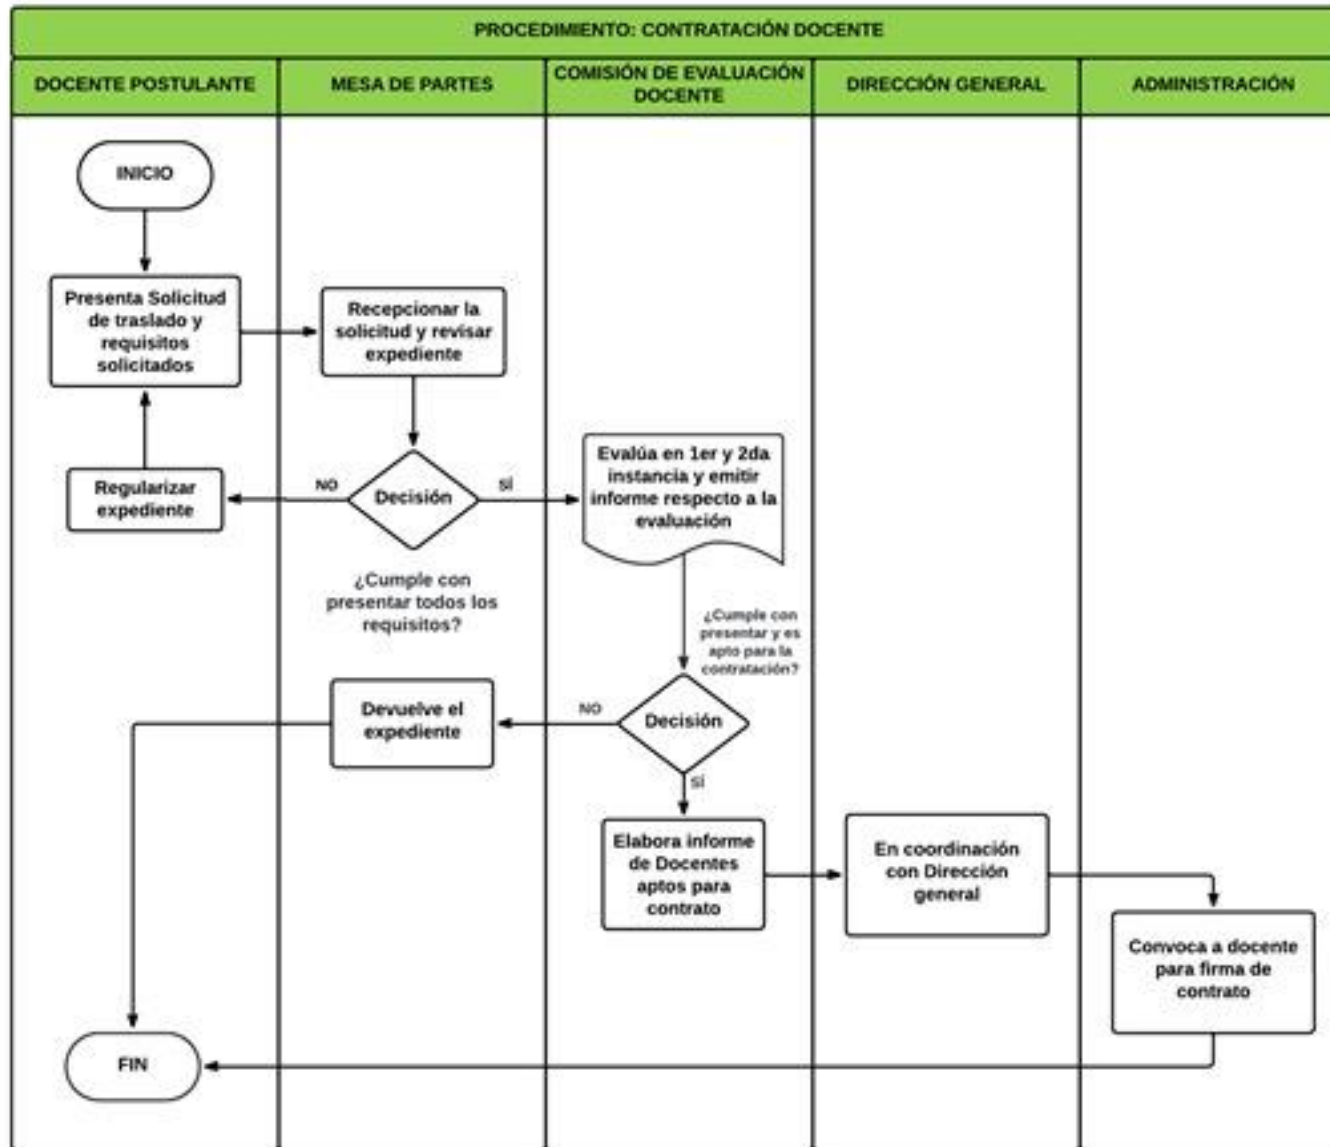 PROCEDIMIENTO: CONTRATACIÓN DOCENTE
DOCENTE POSTULANTE
MESA DE PARTES
COMISIÓN DE EVALUACIÓN
DOCENTE
DIRECCIÓN GENERAL
ADMINISTRACIÓN
INICIO
Presenta Solicitud
de traslado y
requisitos
solicitados
Recepcionar la
solicitud y revisar
expediente
Regularizar
expediente
NO
Decisión
SÍ
¿Cumple con
presentar todos los
requisitos?
Evalúa en 1er y 2da
instancia y emitir
informe respecto a la
evaluación
¿Cumple con
presentar y es
apto para la
contratación?
Devuelve el
expediente
NO
Decisión
SÍ
Elabora informe
de Docentes
aptos para
contrato
En coordinación
con Dirección
general
Convoca a docente
para firma de
contrato
FIN